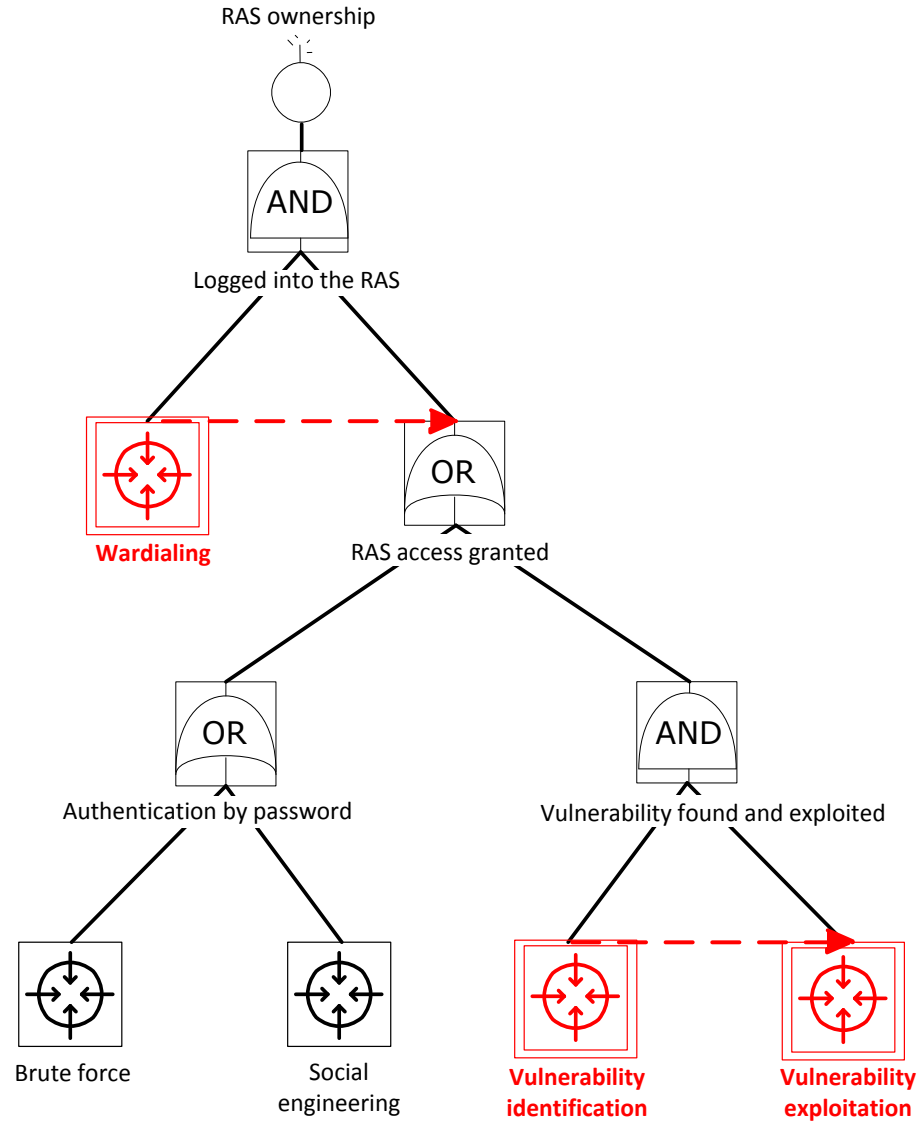 RAS ownership
AND
Logged into the RAS
OR
Wardialing
RAS access granted
OR
AND
Authentication by password
Vulnerability found and exploited
Brute force
Social
engineering
Vulnerability
identification
Vulnerability
exploitation